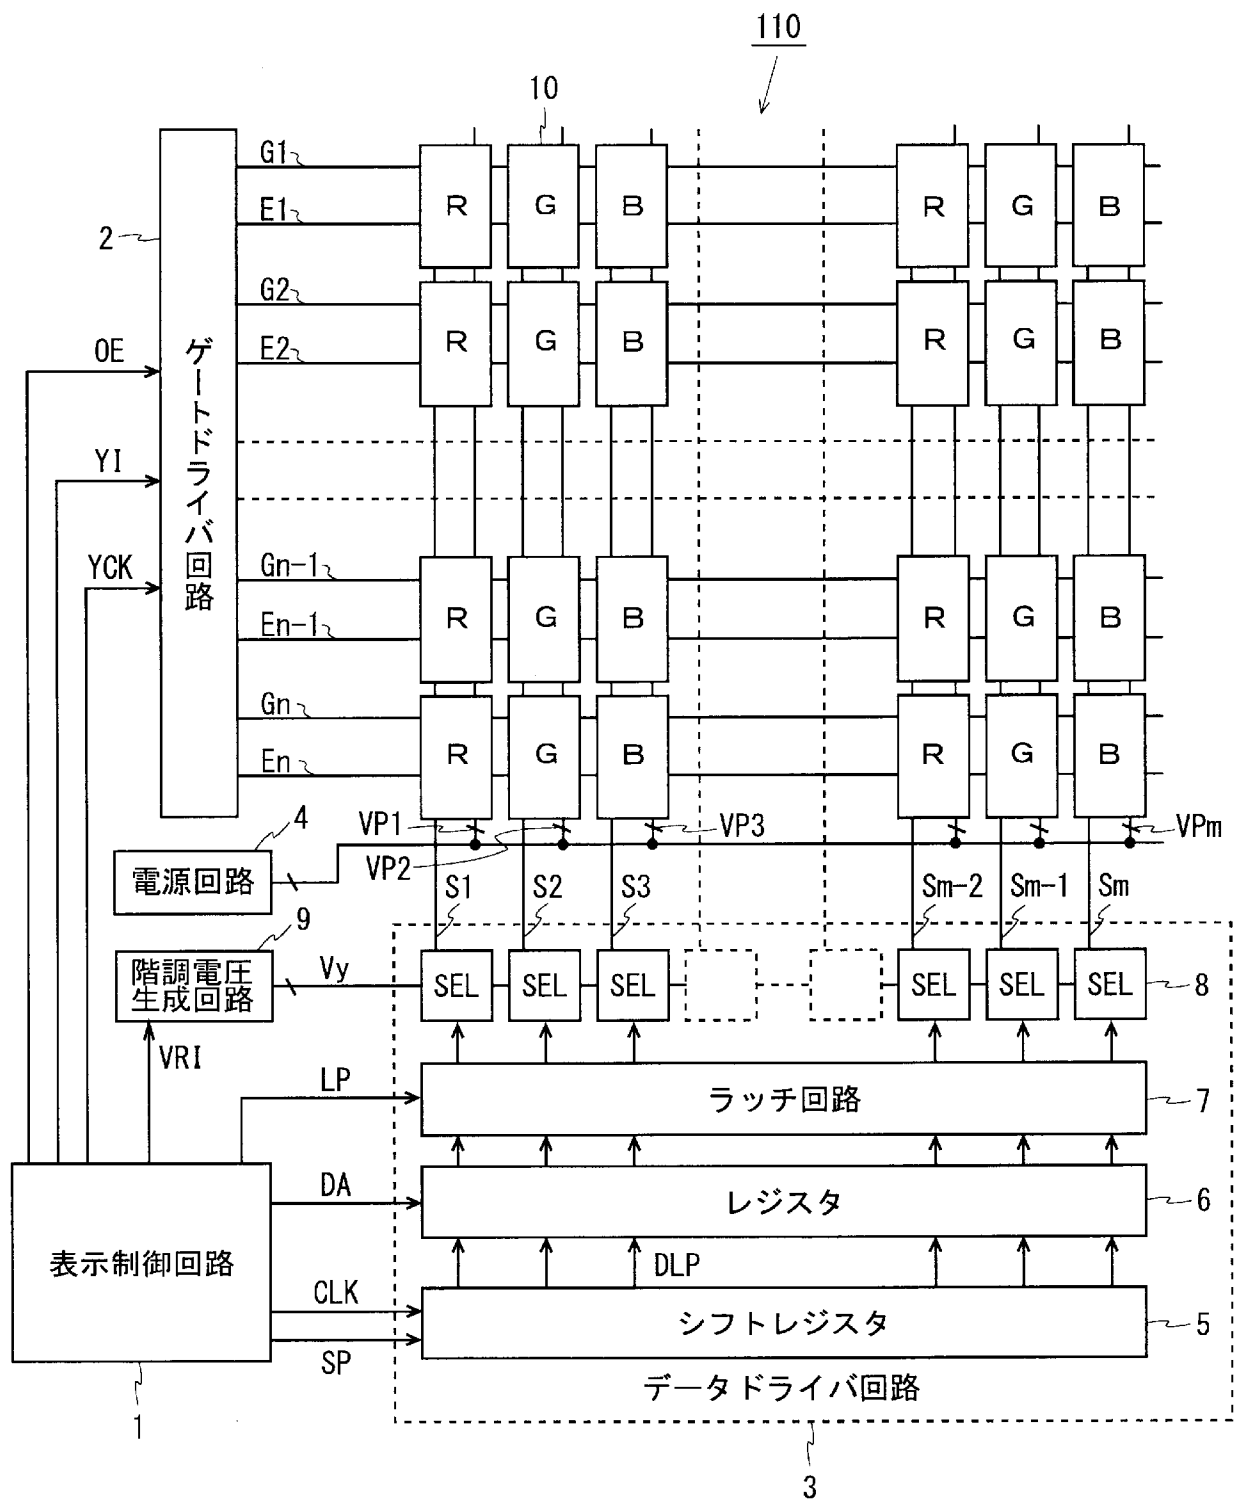 110
10
G1
R G B R G B
E1
2
G2
R G B R G B
E2
OE
ゲートドライバ回路
YI
YCK
Gn-1
R G B R G B
En-1
Gn
R G B R G B
En
4
VP1 VP3 VPm
VP2
電源回路
S1 S2 S3 Sm-2 Sm-1 Sm
9
階調電圧
生成回路
Vy
SEL SEL SEL SEL SEL SEL
8
VRI
LP
ラッチ回路
7
DA
レジスタ
6
表示制御回路
DLP
CLK
シフトレジスタ
5
SP
データドライバ回路
1
3